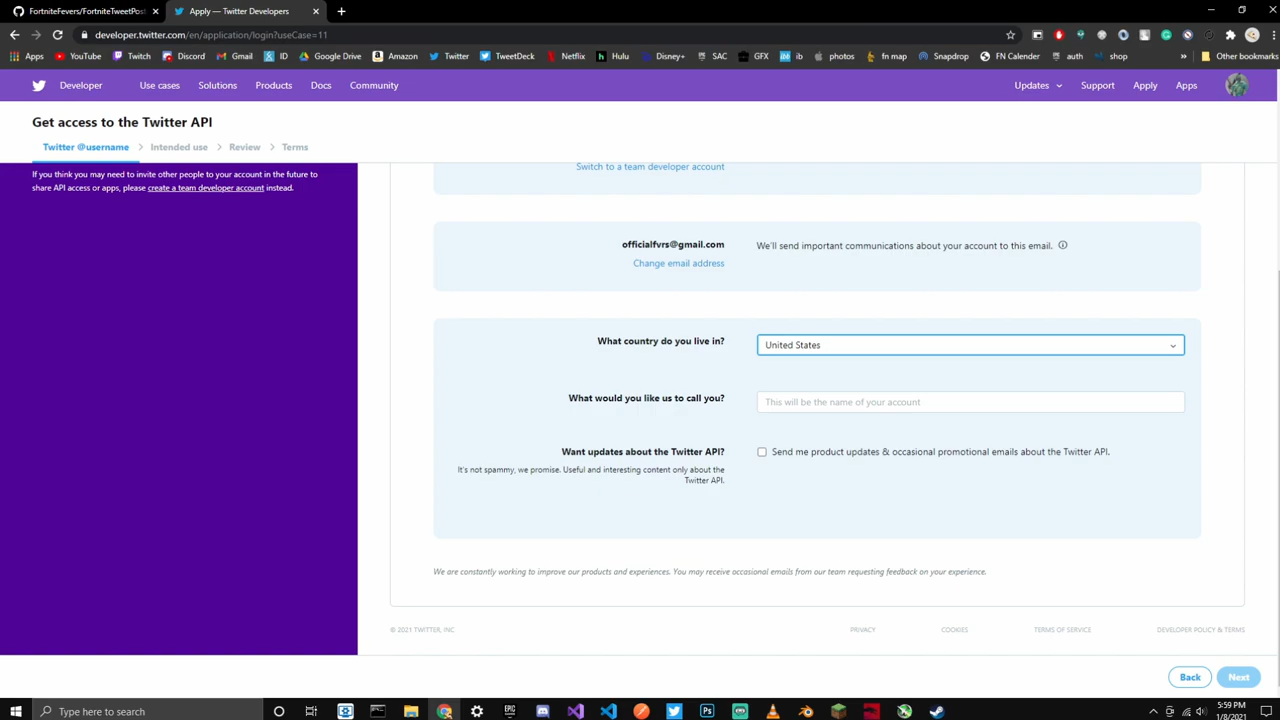 FortniteFevers/FortniteTweetPos
Apply — Twitter Developers
developer.twitter.com/en/application/login?useCase=11
Apps
YouTube
Twitch
Discord
Gmail
ID
Google Drive
Amazon
Twitter
TweetDeck
Netflix
Hulu
Disney+
SAC
GFX
ib
photos
fn map
Snapdrop
FN Calender
auth
shop
Other bookmarks
Developer
Use cases
Solutions
Products
Docs
Community
Updates
Support
Apply
Apps
Get access to the Twitter API
Twitter @username
Intended use
Review
Terms
If you think you may need to invite other people to your account in the future to
share API access or apps, please create a team developer account instead.
Switch to a team developer account
officialfvrs@gmail.com
Change email address
We'll send important communications about your account to this email.
What country do you live in?
United States
What would you like us to call you?
This will be the name of your account
Want updates about the Twitter API?
It's not spammy, we promise. Useful and interesting content only about the
Twitter API.
Send me product updates & occasional promotional emails about the Twitter API.
We are constantly working to improve our products and experiences. You may receive occasional emails from our team requesting feedback on your experience.
© 2021 TWITTER, INC
PRIVACY
COOKIES
TERMS OF SERVICE
DEVELOPER POLICY & TERMS
Back
Next
Type here to search
5:59 PM
1/8/2021